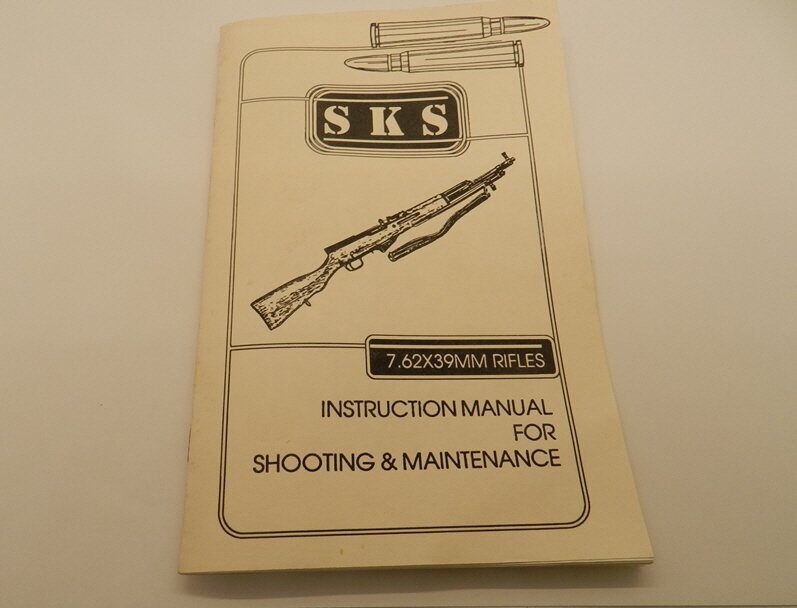 SKS
7.62X39MM RIFLES
INSTRUCTION MANUAL
FOR
SHOOTING & MAINTENANCE